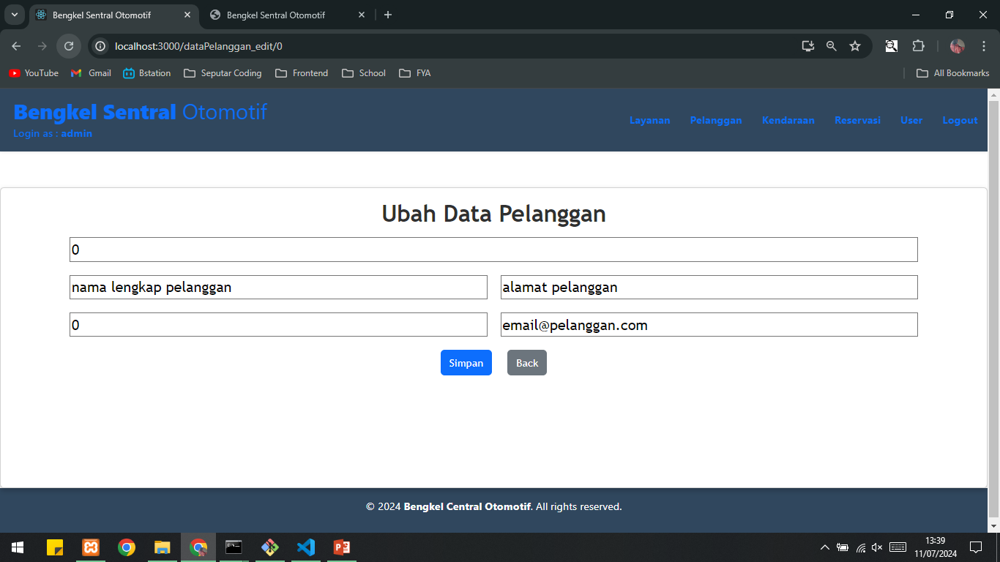 Bengkel Sentral Otomotif
Bengkel Sentral Otomotif
localhost:3000/dataPelanggan_edit/0
YouTube Gmail Bstation Seputar Coding Frontend School FYA All Bookmarks
Bengkel Sentral Otomotif
Login as : admin
Layanan Pelanggan Kendaraan Reservasi User Logout
Ubah Data Pelanggan
0
nama lengkap pelanggan alamat pelanggan
0 email@pelanggan.com
Simpan Back
© 2024 Bengkel Central Otomotif. All rights reserved.
13:39
11/07/2024